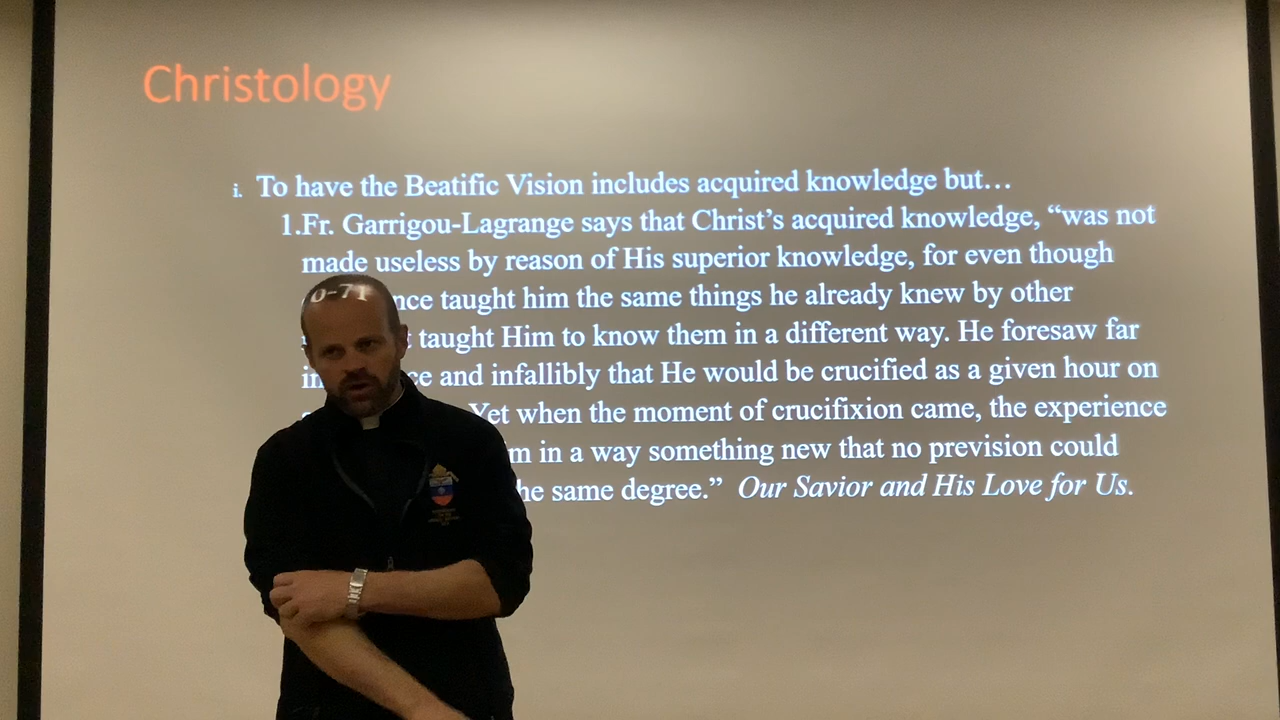 Christology
i. To have the Beatific Vision includes acquired knowledge but…
1.Fr. Garrigou-Lagrange says that Christ’s acquired knowledge, “was not
made useless by reason of His superior knowledge, for even though
nce taught him the same things he already knew by other
taught Him to know them in a different way. He foresaw far
in ce and infallibly that He would be crucified as a given hour on
Yet when the moment of crucifixion came, the experience
m in a way something new that no prevision could
he same degree.” Our Savior and His Love for Us.